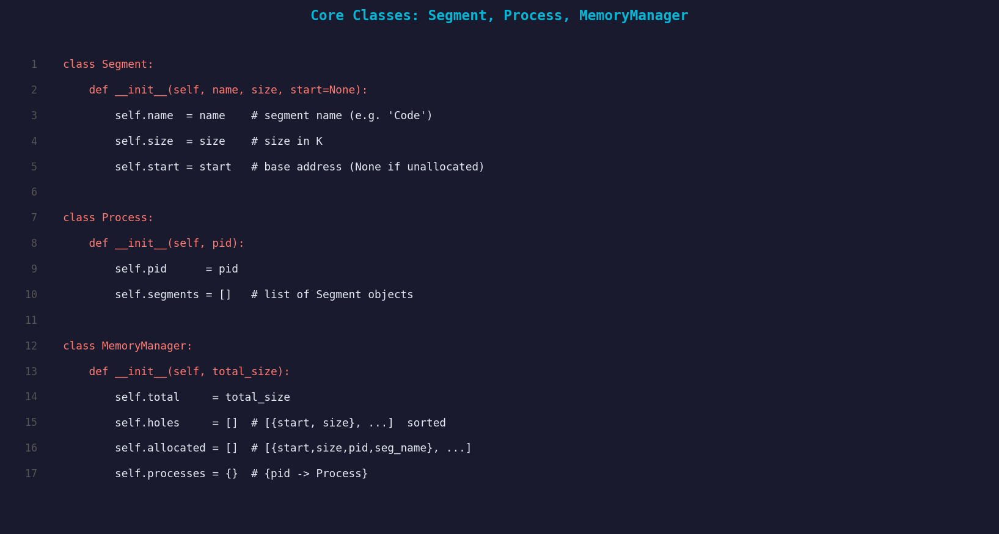 Core Classes: Segment, Process, MemoryManager
1 class Segment:
2     def __init__(self, name, size, start=None):
3         self.name  = name    # segment name (e.g. 'Code')
4         self.size  = size    # size in K
5         self.start = start   # base address (None if unallocated)
6
7 class Process:
8     def __init__(self, pid):
9         self.pid      = pid
10         self.segments = []   # list of Segment objects
11
12 class MemoryManager:
13     def __init__(self, total_size):
14         self.total     = total_size
15         self.holes     = []  # [{start, size}, ...]  sorted
16         self.allocated = []  # [{start,size,pid,seg_name}, ...]
17         self.processes = {}  # {pid -> Process}